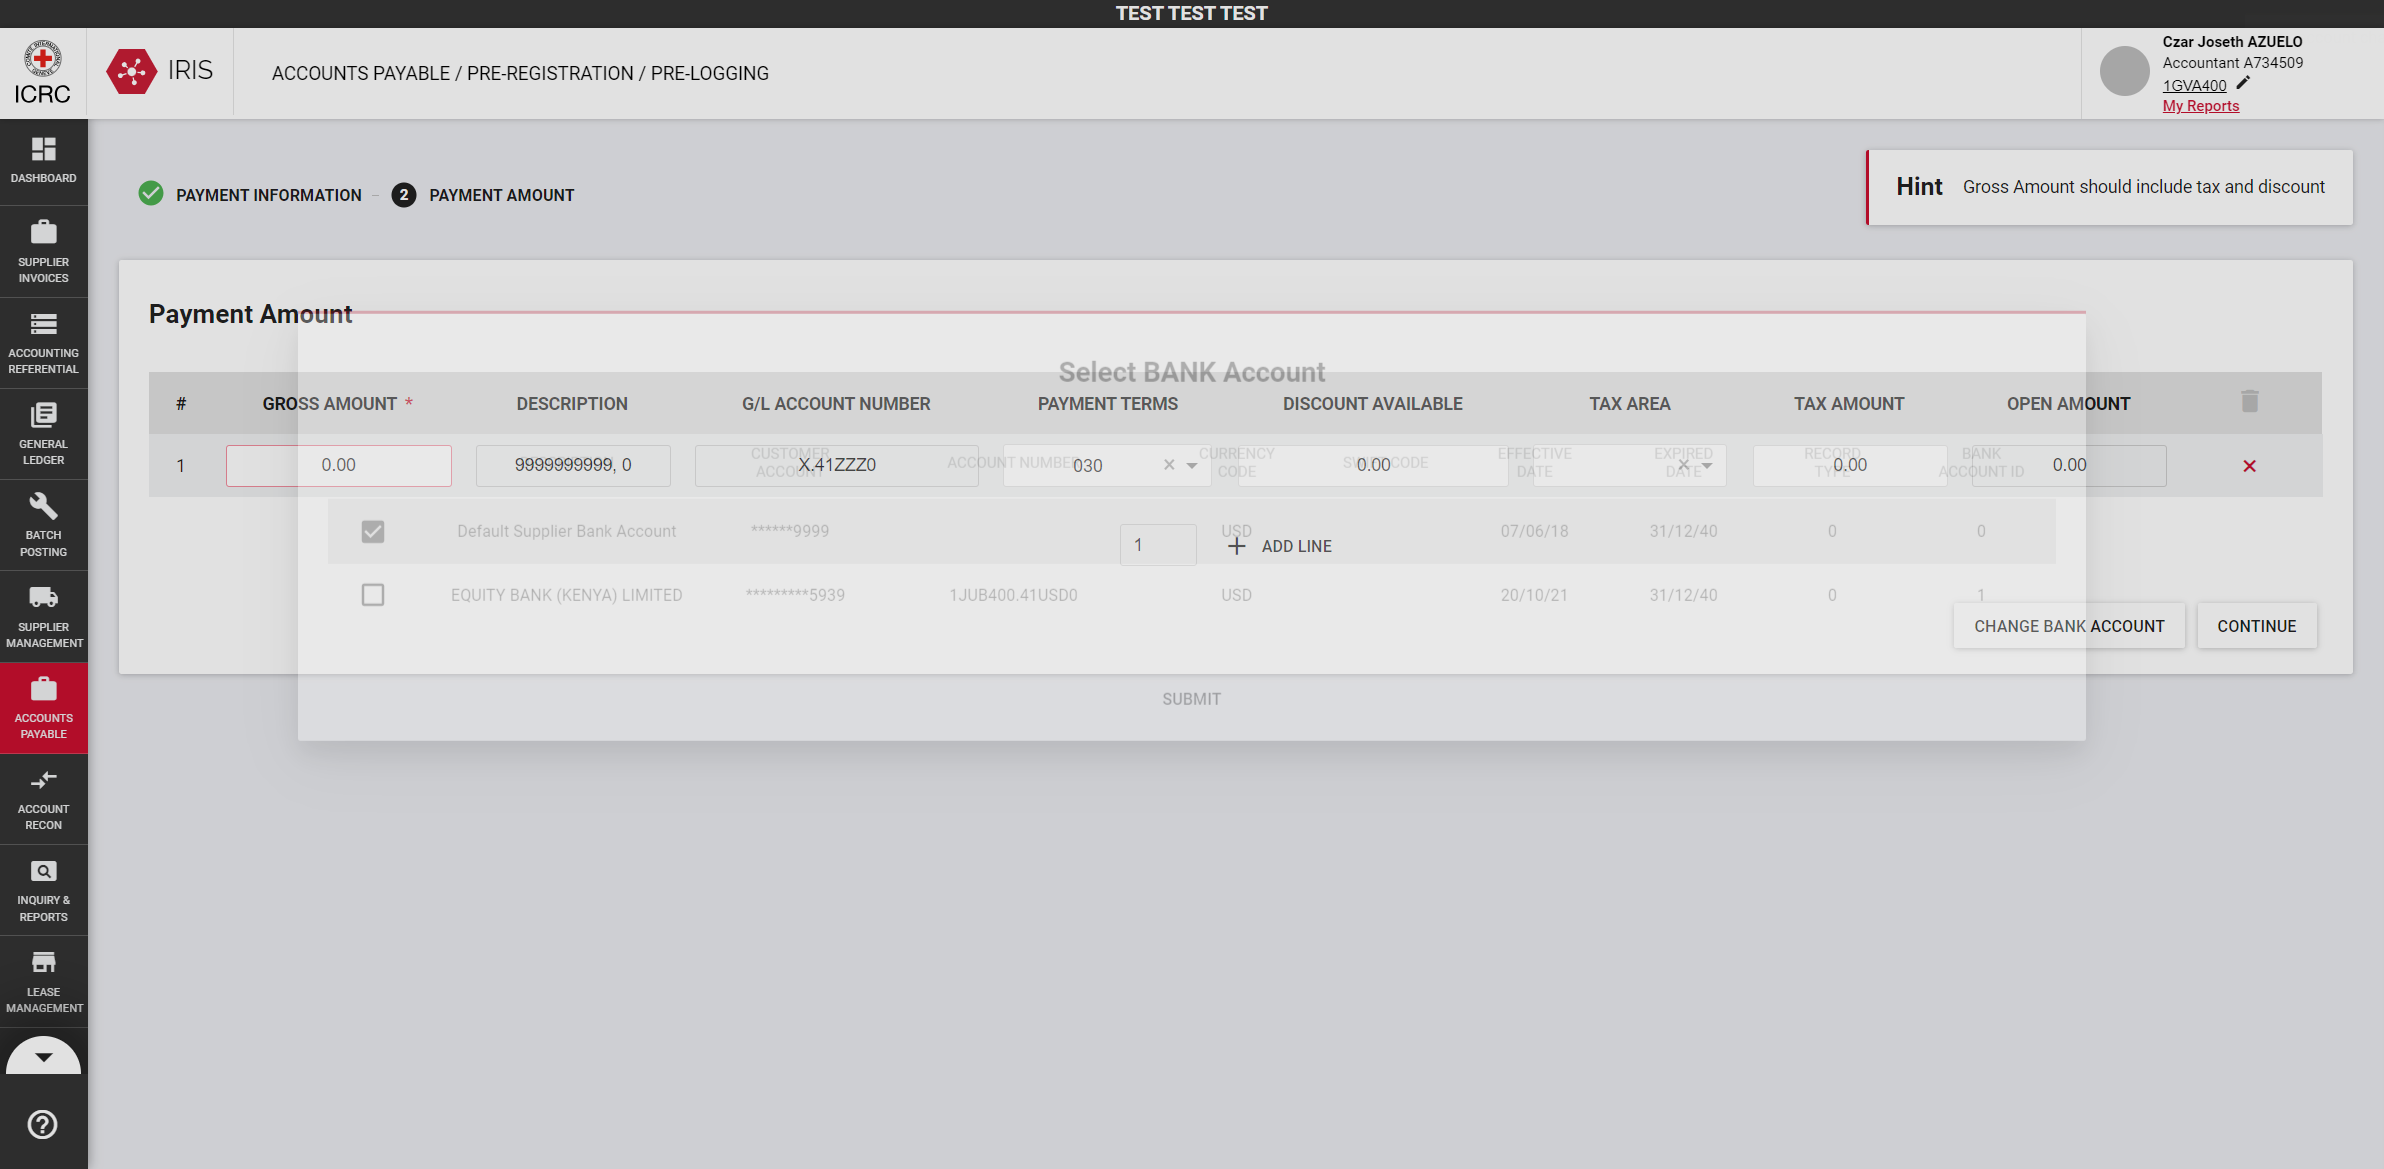 TEST TEST TEST
COMITE INTERNATIONAL GENEVE
ICRC
IRIS
ACCOUNTS PAYABLE / PRE-REGISTRATION / PRE-LOGGING
Czar Joseth AZUELO
Accountant A734509
1GVA400
My Reports
DASHBOARD
SUPPLIER
INVOICES
ACCOUNTING
REFERENTIAL
GENERAL
LEDGER
BATCH
POSTING
SUPPLIER
MANAGEMENT
ACCOUNTS
PAYABLE
ACCOUNT
RECON
INQUIRY &
REPORTS
LEASE
MANAGEMENT
PAYMENT INFORMATION
2 PAYMENT AMOUNT
Hint Gross Amount should include tax and discount
Payment Amount
# GROSS AMOUNT * DESCRIPTION G/L ACCOUNT NUMBER PAYMENT TERMS DISCOUNT AVAILABLE TAX AREA TAX AMOUNT OPEN AMOUNT
1 0.00 9999999999, 0 X.41ZZZ0 030 0.00 0.00 0.00
1 + ADD LINE
CHANGE BANK ACCOUNT CONTINUE
Select BANK Account
CUSTOMER ACCOUNT ACCOUNT NUMBER CURRENCY CODE SWIFT CODE EFFECTIVE DATE EXPIRED DATE RECORD TYPE BANK ACCOUNT ID
Default Supplier Bank Account ******9999 USD 07/06/18 31/12/40 0 0
EQUITY BANK (KENYA) LIMITED *********5939 1JUB400.41USD0 USD 20/10/21 31/12/40 0 1
SUBMIT